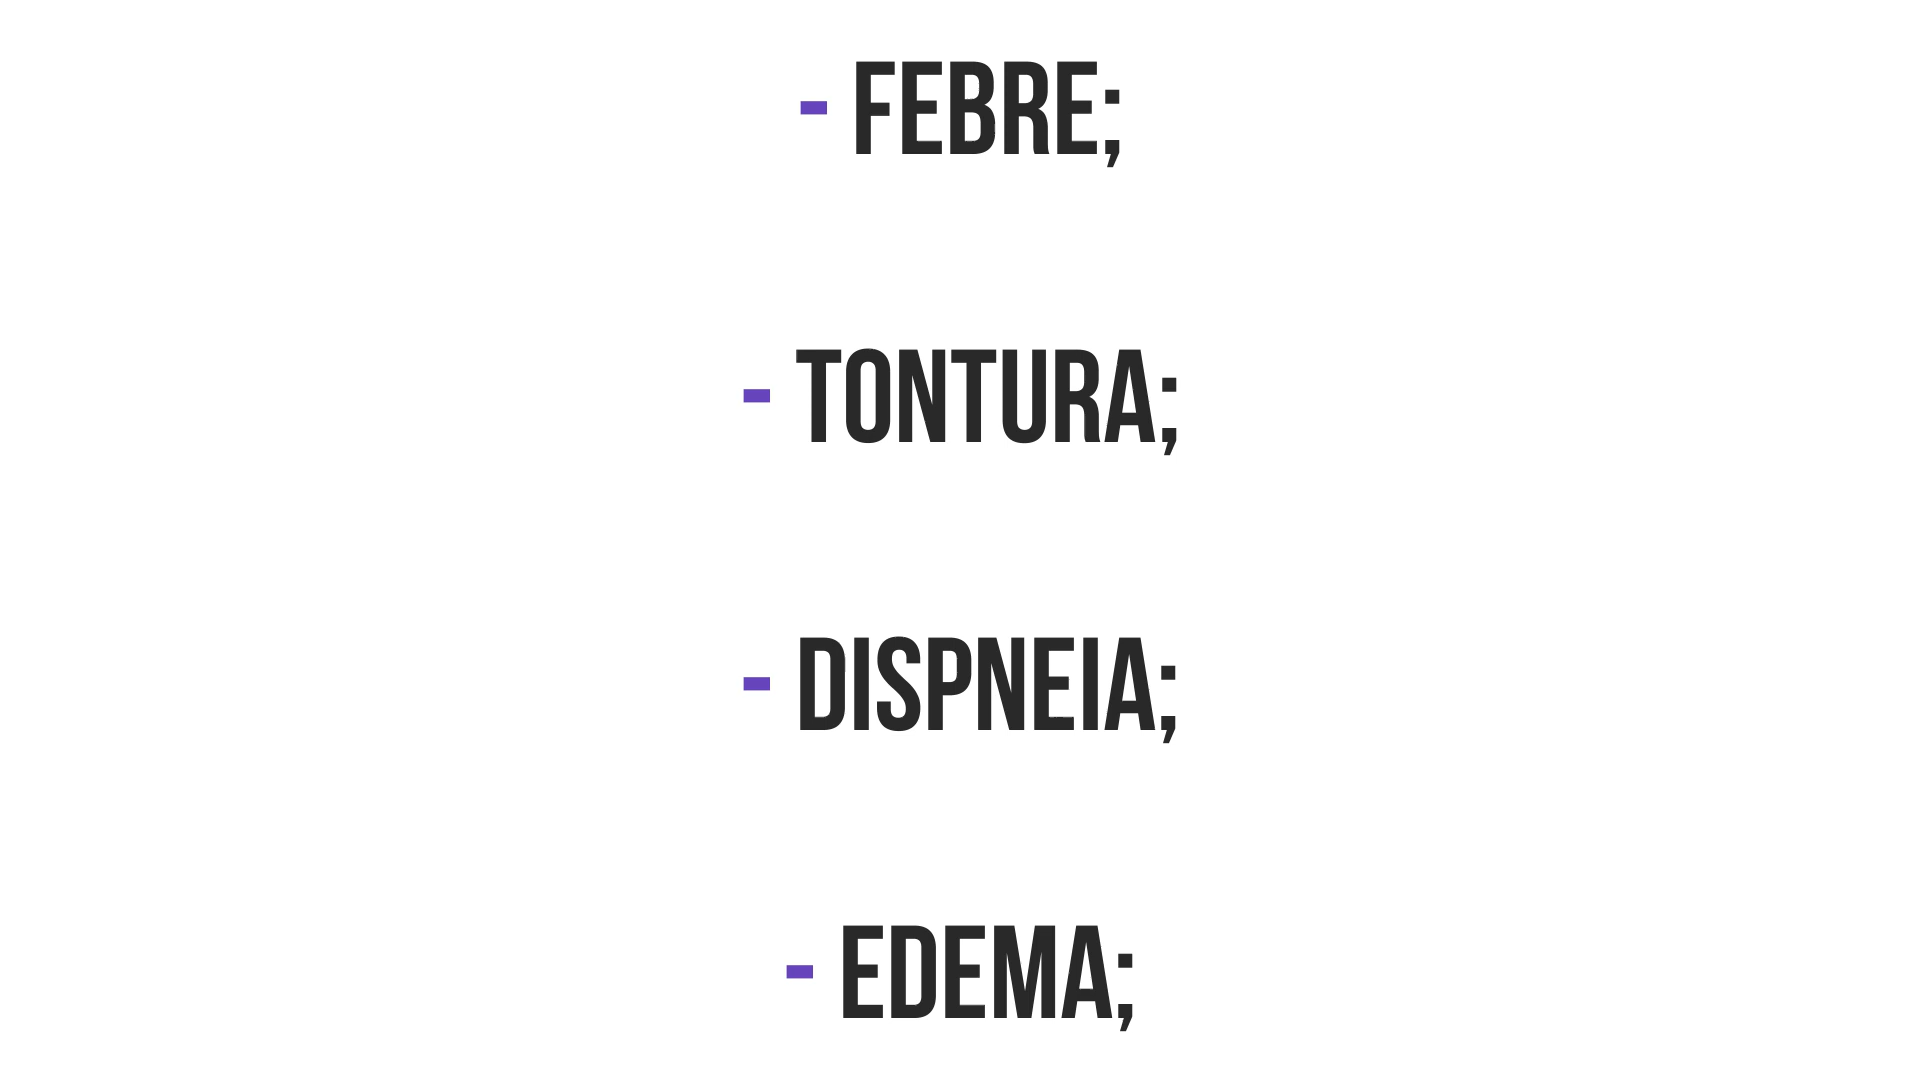 - FEBRE;
- TONTURA;
- DISPNEIA;
- EDEMA;